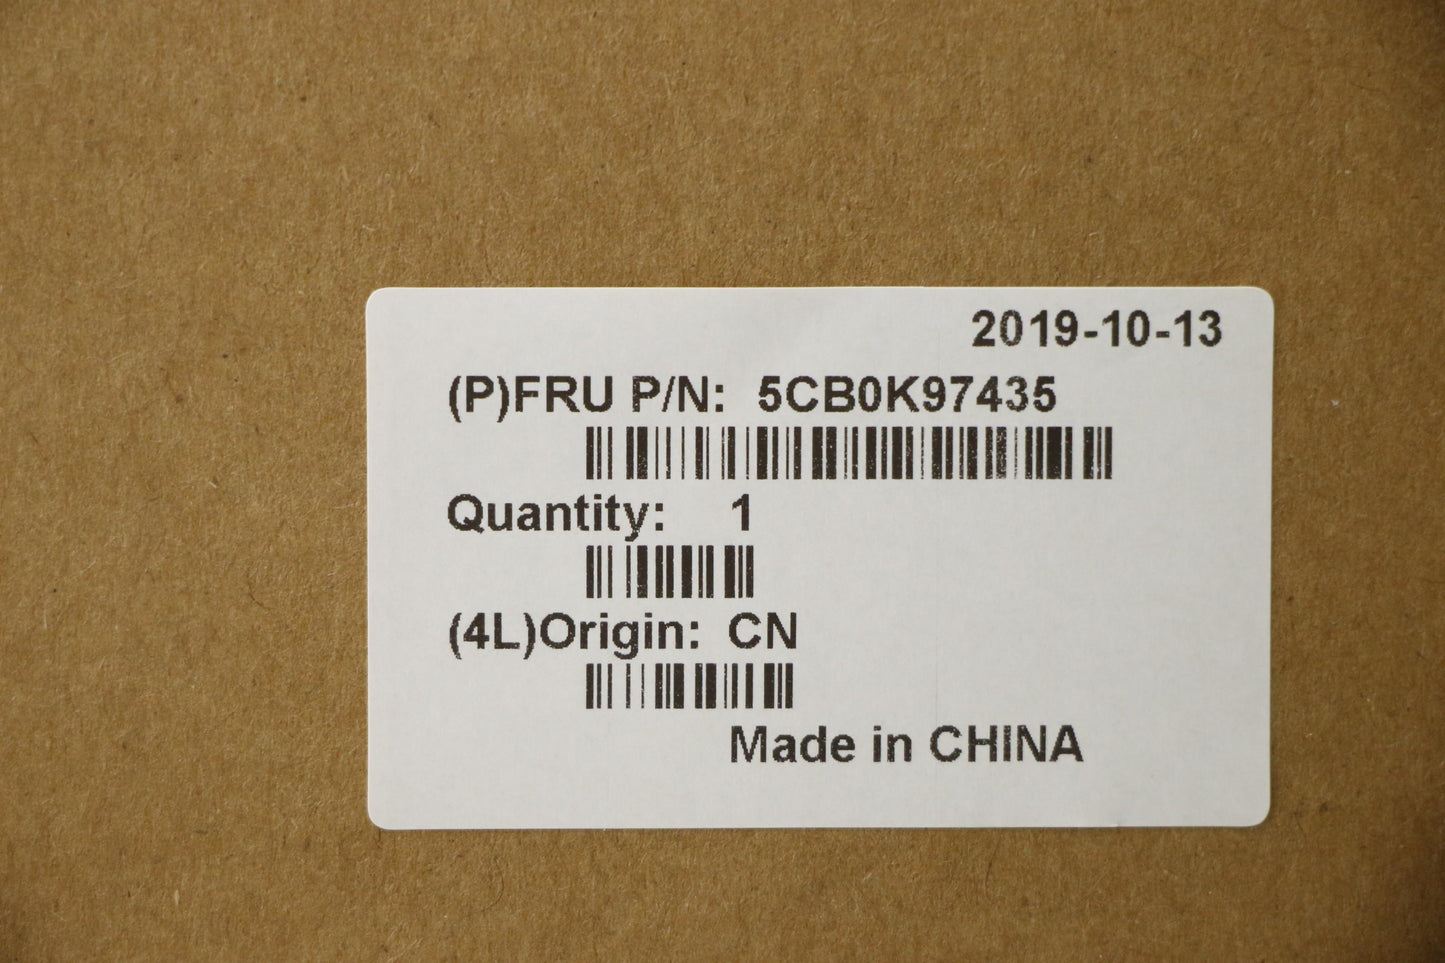 2019-10-13
(P)FRU P/N: 5CB0K97435
Quantity: 1
(4L)Origin: CN
Made in CHINA